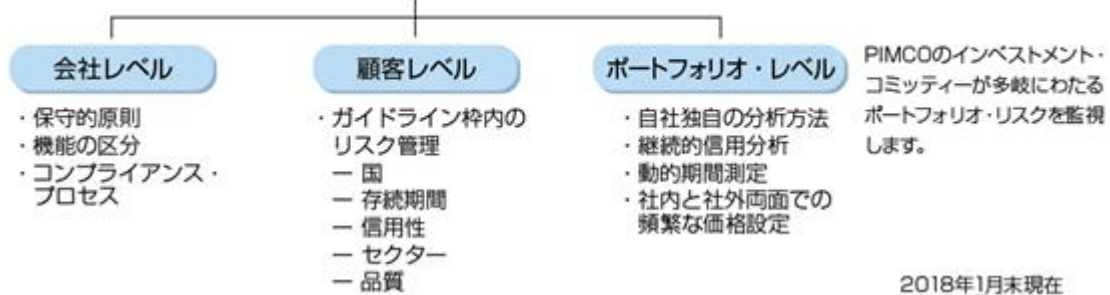 会社レベル
・保守的原則
・機能の区分
・コンプライアンス・
プロセス
顧客レベル
・ガイドライン枠内の
リスク管理
ー 国
ー 存続期間
ー 信用性
ー セクター
ー 品質
ポートフォリオ・レベル
・自社独自の分析方法
・継続的信用分析
・動的期間測定
・社内と社外両面での
頻繁な価格設定
PIMCOのインベストメント・
コミッティーが多岐にわたる
ポートフォリオ・リスクを監視
します。
2018年1月末現在